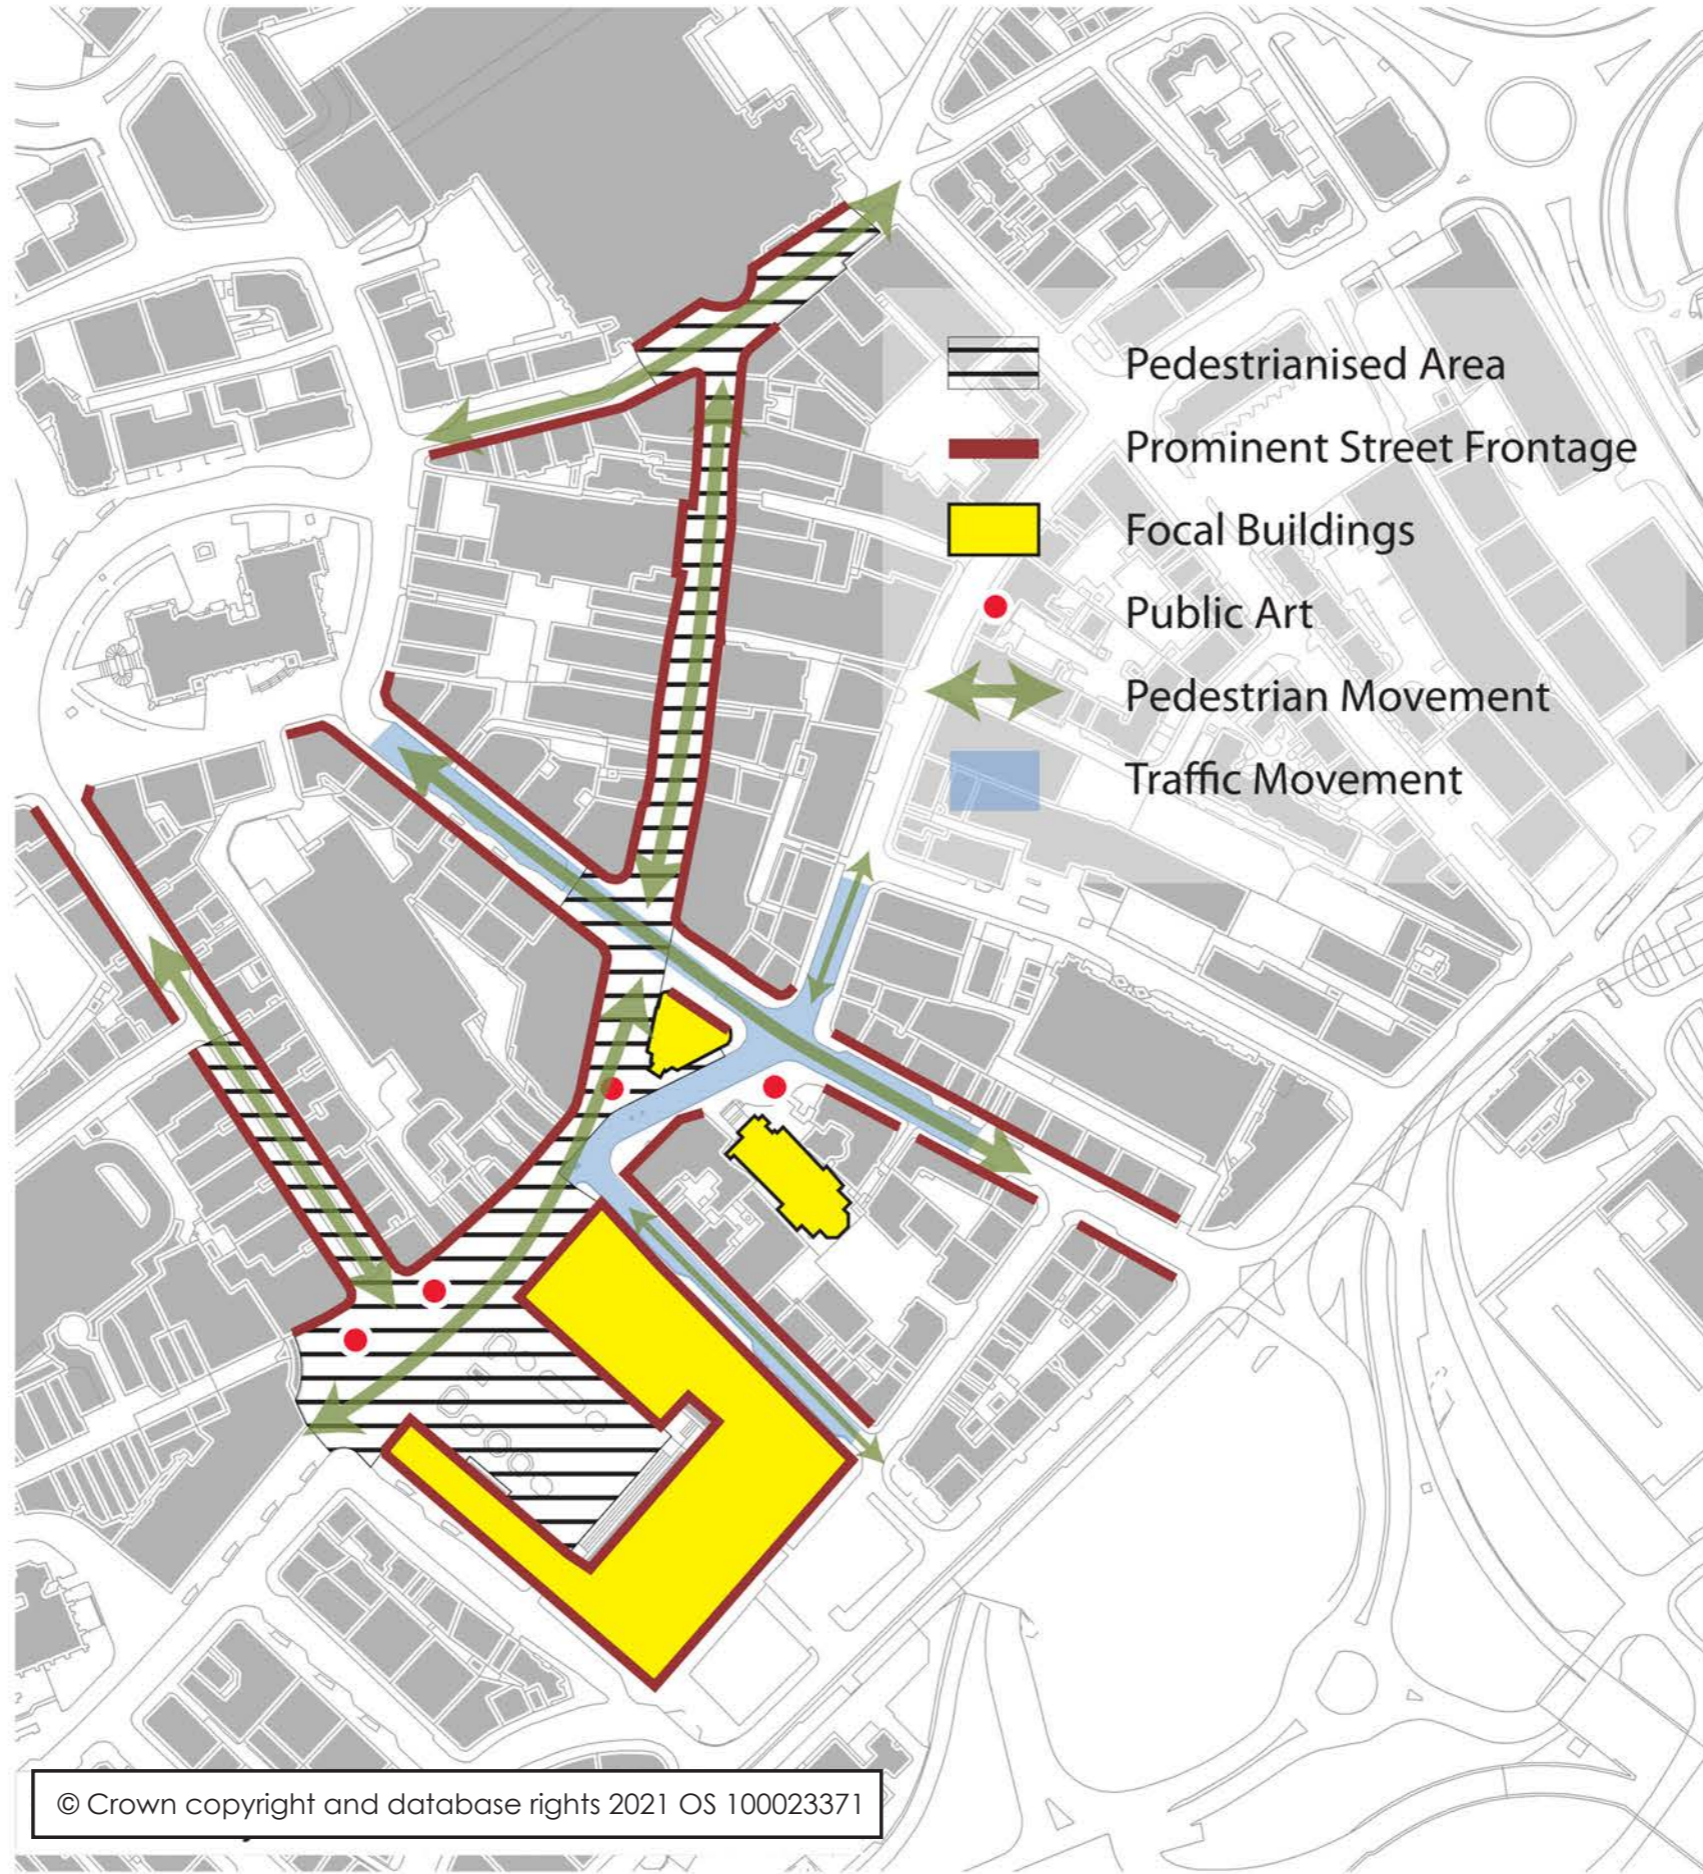 Pedestrianised Area
Prominent Street Frontage
Focal Buildings
Public Art
Pedestrian Movement
Traffic Movement
© Crown copyright and database rights 2021 OS 100023371